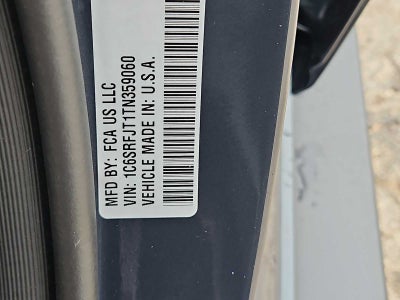 MFD BY: FCA US LLC
VIN: 1C6SRFJT1TN359060
VEHICLE MADE IN: U.S.A.